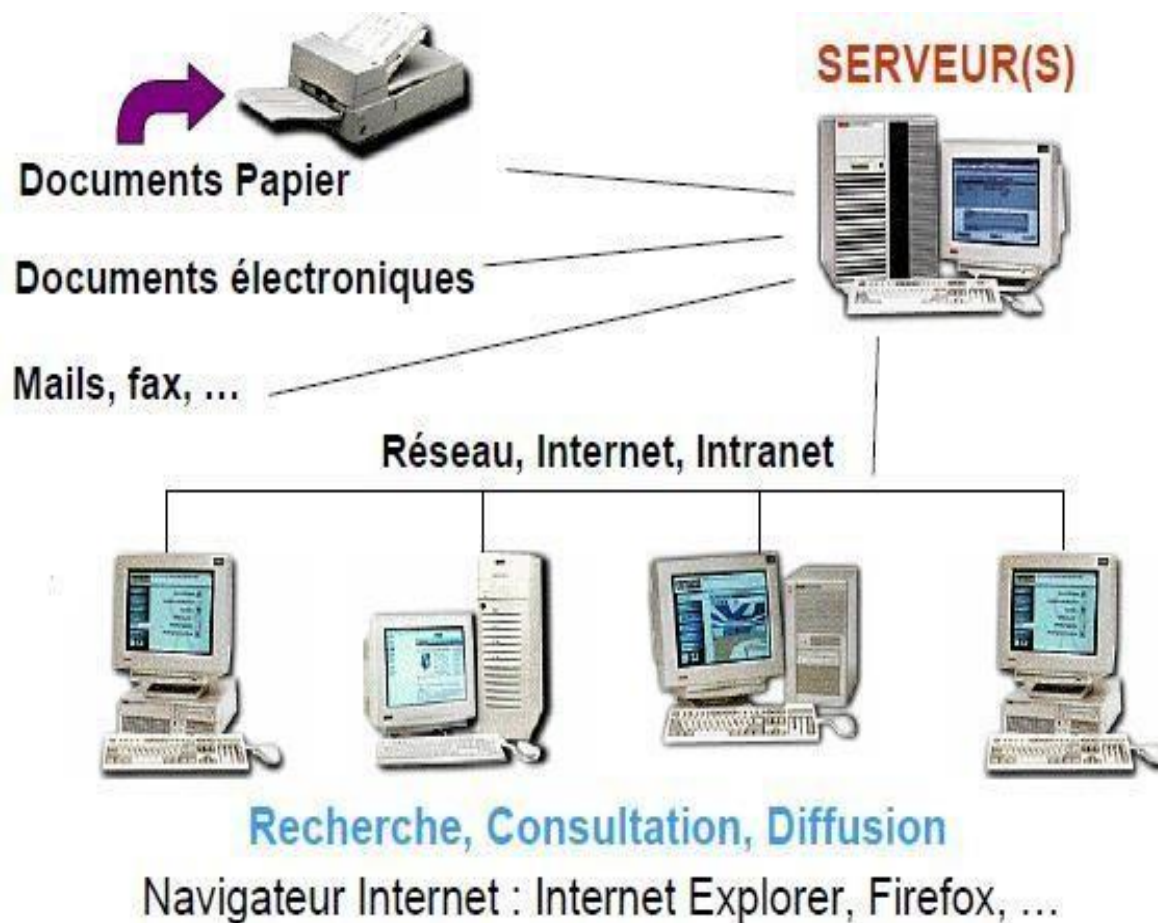 SERVEUR(S)
Documents Papier
Documents électroniques
Mails, fax, ...
Réseau, Internet, Intranet
Recherche, Consultation, Diffusion
Navigateur Internet : Internet Explorer, Firefox, ...